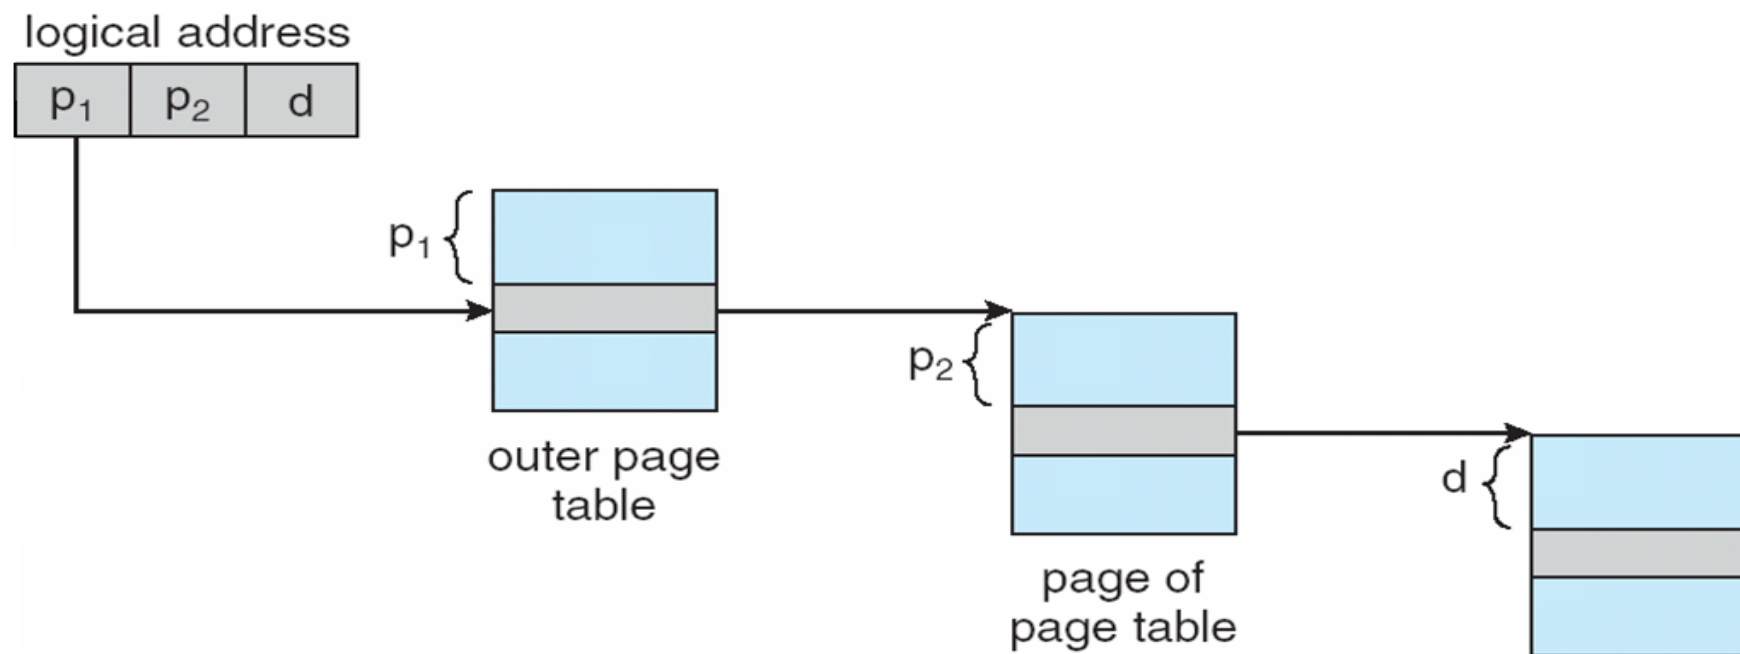 logical address
p₁ p₂ d
p₁
outer page
table
p₂
page of
page table
d